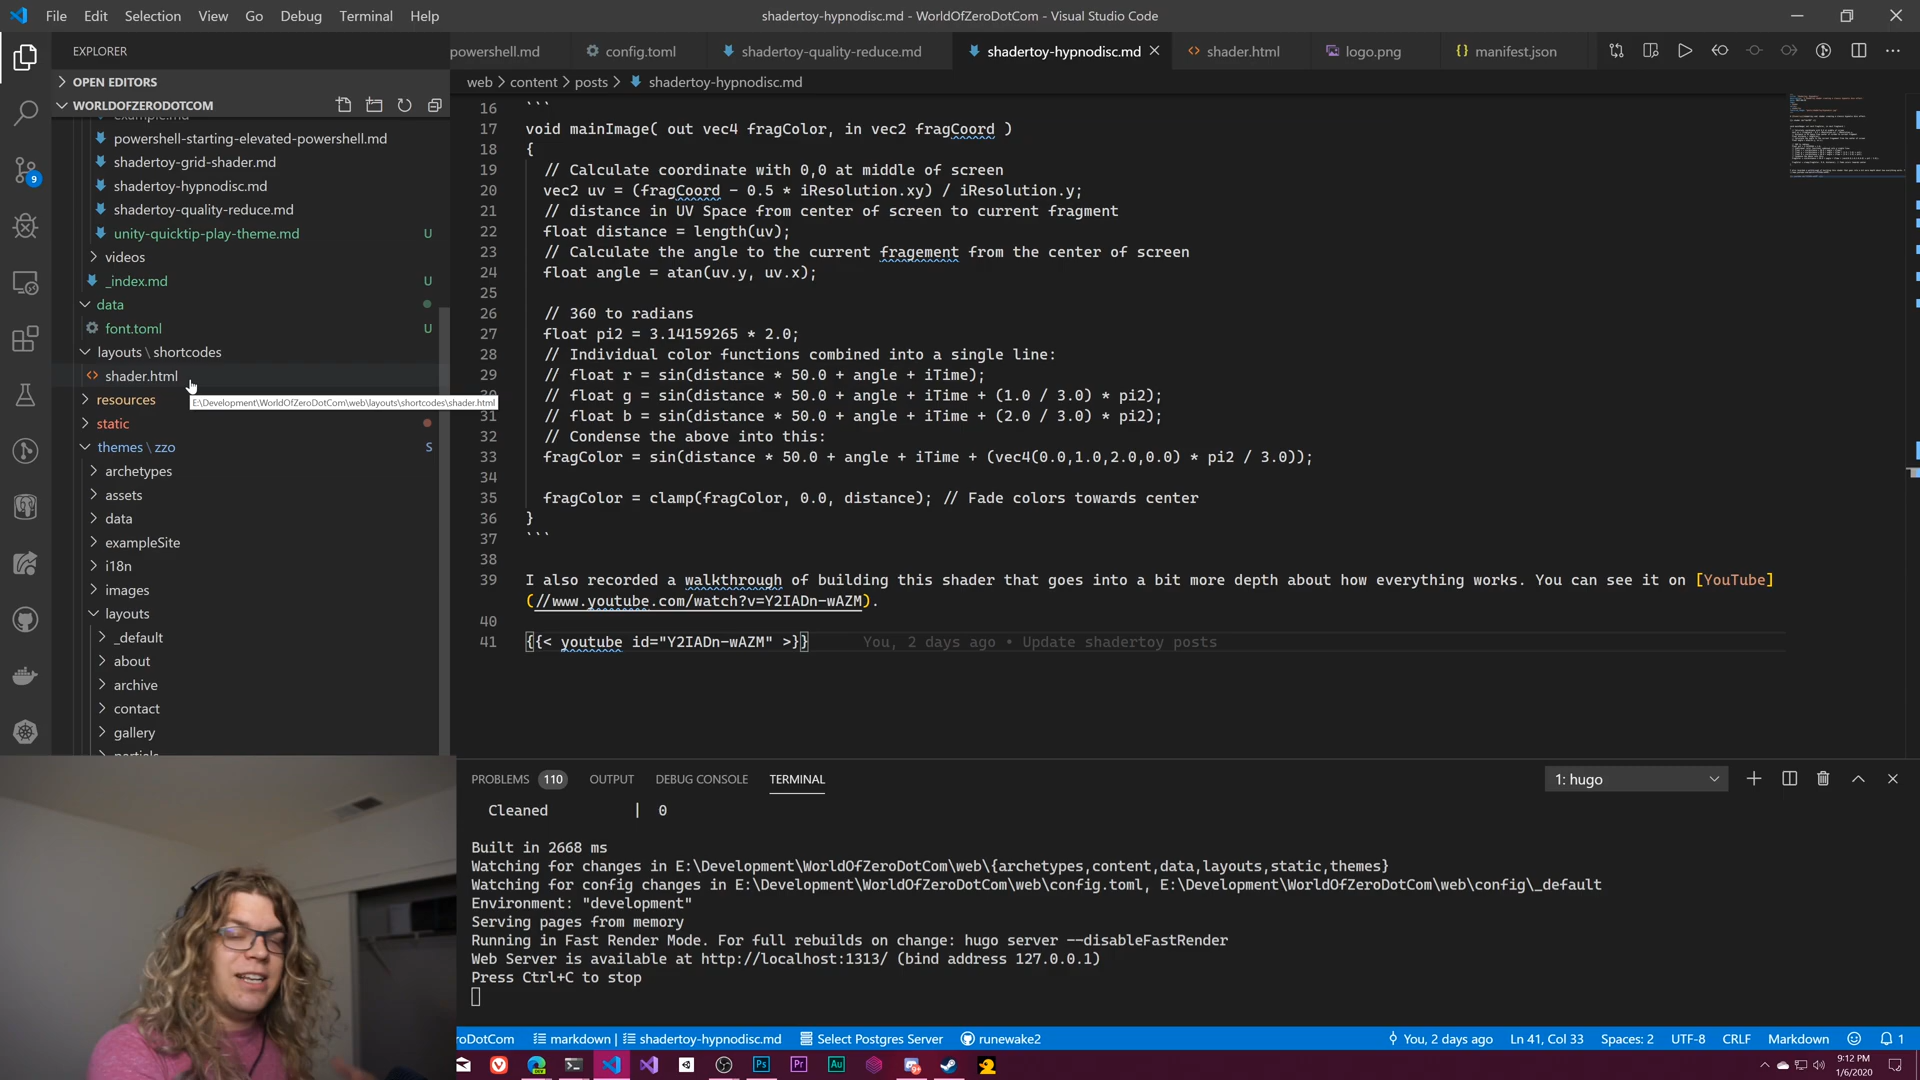 File Edit Selection View Go Debug Terminal Help
shadertoy-hypnodisc.md - WorldOfZeroDotCom - Visual Studio Code
EXPLORER
powershell.md config.toml shadertoy-quality-reduce.md shadertoy-hypnodisc.md shader.html logo.png manifest.json
OPEN EDITORS
web > content > posts > shadertoy-hypnodisc.md
WORLDOFZERODOTCOM
example.md
powershell-starting-elevated-powershell.md
shadertoy-grid-shader.md
shadertoy-hypnodisc.md
shadertoy-quality-reduce.md
unity-quicktip-play-theme.md U
videos
_index.md U
data
font.toml U
layouts \ shortcodes
shader.html
E:\Development\WorldOfZeroDotCom\web\layouts\shortcodes\shader.html
resources
static
themes \ zzo S
archetypes
assets
data
exampleSite
i18n
images
layouts
_default
about
archive
contact
gallery
partials
9
16 ```
17 void mainImage( out vec4 fragColor, in vec2 fragCoord )
18 {
19 // Calculate coordinate with 0,0 at middle of screen
20 vec2 uv = (fragCoord - 0.5 * iResolution.xy) / iResolution.y;
21 // distance in UV Space from center of screen to current fragment
22 float distance = length(uv);
23 // Calculate the angle to the current fragement from the center of screen
24 float angle = atan(uv.y, uv.x);
25
26 // 360 to radians
27 float pi2 = 3.14159265 * 2.0;
28 // Individual color functions combined into a single line:
29 // float r = sin(distance * 50.0 + angle + iTime);
30 // float g = sin(distance * 50.0 + angle + iTime + (1.0 / 3.0) * pi2);
31 // float b = sin(distance * 50.0 + angle + iTime + (2.0 / 3.0) * pi2);
32 // Condense the above into this:
33 fragColor = sin(distance * 50.0 + angle + iTime + (vec4(0.0,1.0,2.0,0.0) * pi2 / 3.0));
34
35 fragColor = clamp(fragColor, 0.0, distance); // Fade colors towards center
36 }
37 ```
38
39 I also recorded a walkthrough of building this shader that goes into a bit more depth about how everything works. You can see it on [YouTube]
(//www.youtube.com/watch?v=Y2IADn-wAZM).
40
41 {{< youtube id="Y2IADn-wAZM" >}} You, 2 days ago • Update shadertoy posts
PROBLEMS 110 OUTPUT DEBUG CONSOLE TERMINAL 1: hugo
Cleaned | 0
Built in 2668 ms
Watching for changes in E:\Development\WorldOfZeroDotCom\web\{archetypes,content,data,layouts,static,themes}
Watching for config changes in E:\Development\WorldOfZeroDotCom\web\config.toml, E:\Development\WorldOfZeroDotCom\web\config\_default
Environment: "development"
Serving pages from memory
Running in Fast Render Mode. For full rebuilds on change: hugo server --disableFastRender
Web Server is available at http://localhost:1313/ (bind address 127.0.0.1)
Press Ctrl+C to stop
roDotCom markdown | shadertoy-hypnodisc.md Select Postgres Server runewake2 You, 2 days ago Ln 41, Col 33 Spaces: 2 UTF-8 CRLF Markdown 1
Ps Pr Au
9:12 PM
1/6/2020